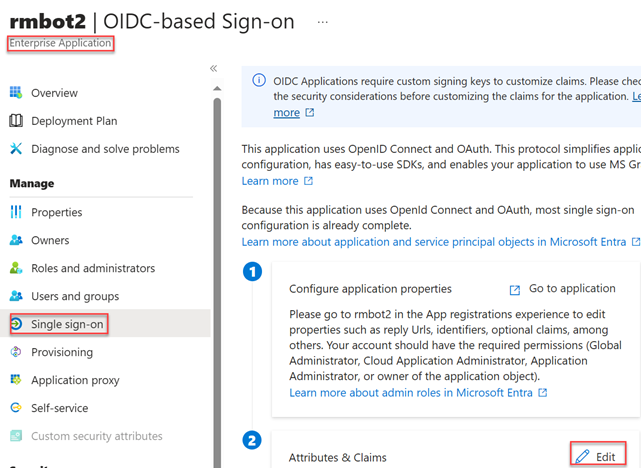 rmbot2 | OIDC-based Sign-on ...
Enterprise Application
Overview
Deployment Plan
Diagnose and solve problems
Manage
Properties
Owners
Roles and administrators
Users and groups
Single sign-on
Provisioning
Application proxy
Self-service
Custom security attributes
OIDC Applications require custom signing keys to customize claims. Please
the security considerations before customizing the claims for the application.
more
This application uses OpenID Connect and OAuth. This protocol simplifies
configuration, has easy-to-use SDKs, and enables your application to use MS
Learn more
Because this application uses OpenId Connect and OAuth, most single sign-on
configuration is already complete.
Learn more about application and service principal objects in Microsoft Entra
1
Configure application properties Go to application
Please go to rmbot2 in the App registrations experience to edit
properties such as reply Urls, identifiers, optional claims, among
others. Your account should have the required permissions (Global
Administrator, Cloud Application Administrator, Application
Administrator, or owner of the application object).
Learn more about admin roles in Microsoft Entra
2
Attributes & Claims Edit